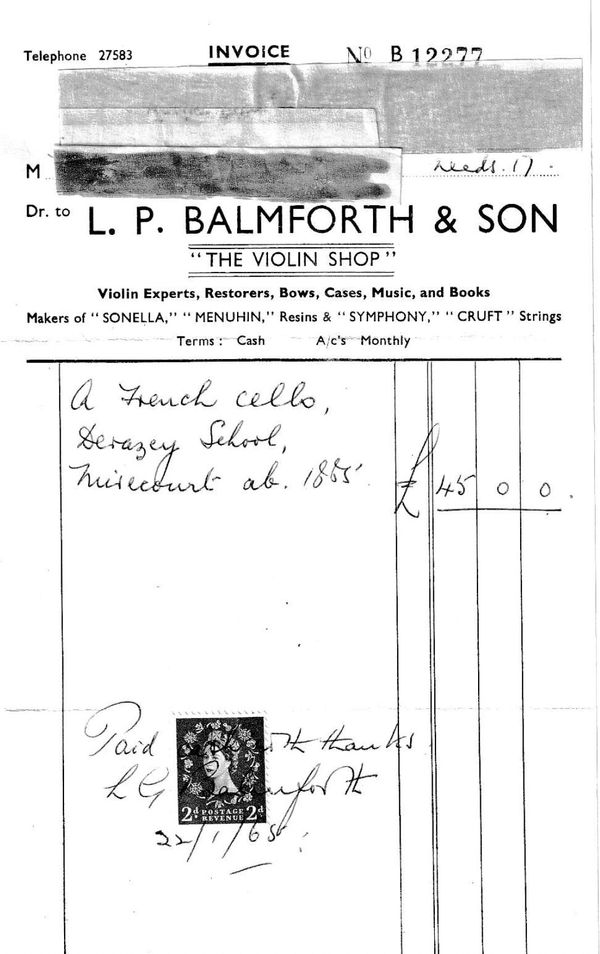 Telephone 27583
INVOICE
Nº B 12277
M
Leeds. 17.
Dr. to L. P. BALMFORTH & SON
"THE VIOLIN SHOP"
Violin Experts, Restorers, Bows, Cases, Music, and Books
Makers of "SONELLA," "MENUHIN," Resins & "SYMPHONY," "CRUFT" Strings
Terms: Cash A/c's Monthly
A French cello,
Derazey School,
Mirecourt ab. 1885. £ 45 0 0.
Paid with thanks
L G Balmforth
2d POSTAGE REVENUE 2d
22/1/65